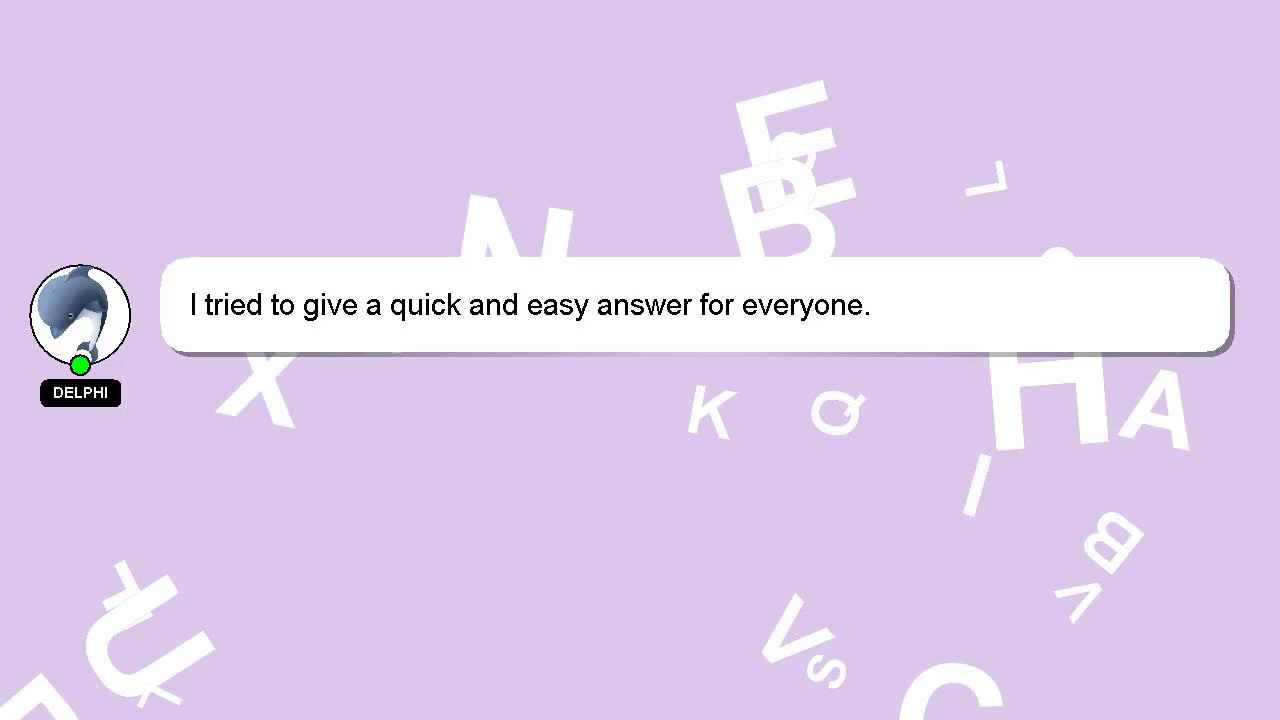 I tried to give a quick and easy answer for everyone.
DELPHI
E
B
L
N
X
K
Q
H
A
I
B
V
U
V
S
C